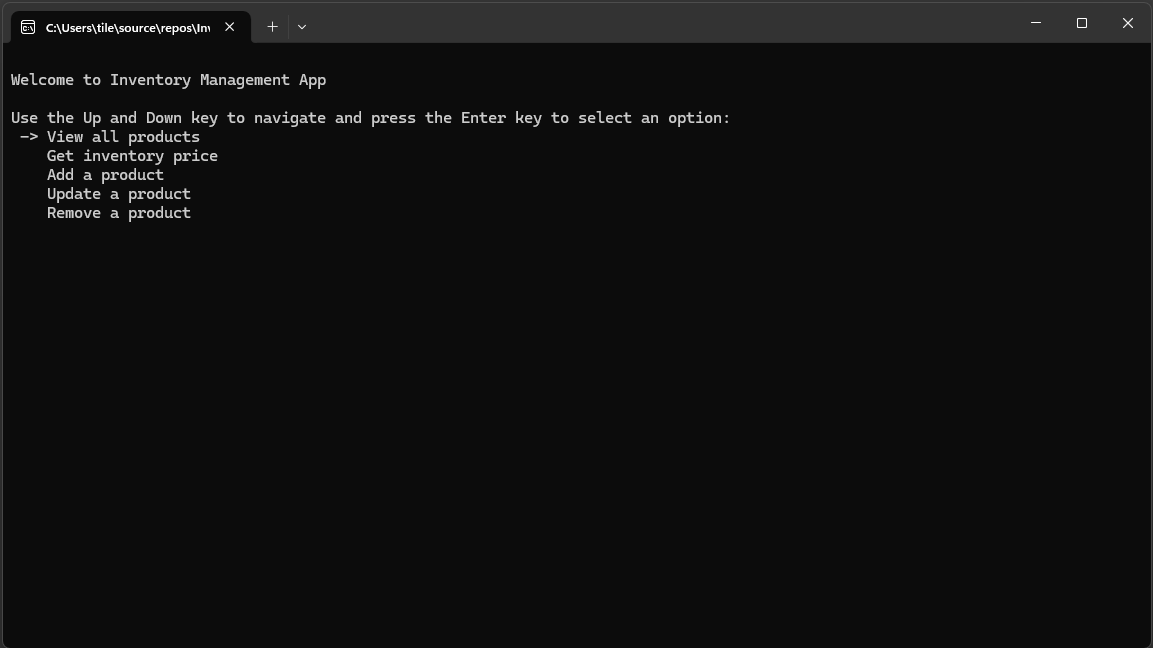 C:\Users\tile\source\repos\Inv
Welcome to Inventory Management App
Use the Up and Down key to navigate and press the Enter key to select an option:
-> View all products
Get inventory price
Add a product
Update a product
Remove a product